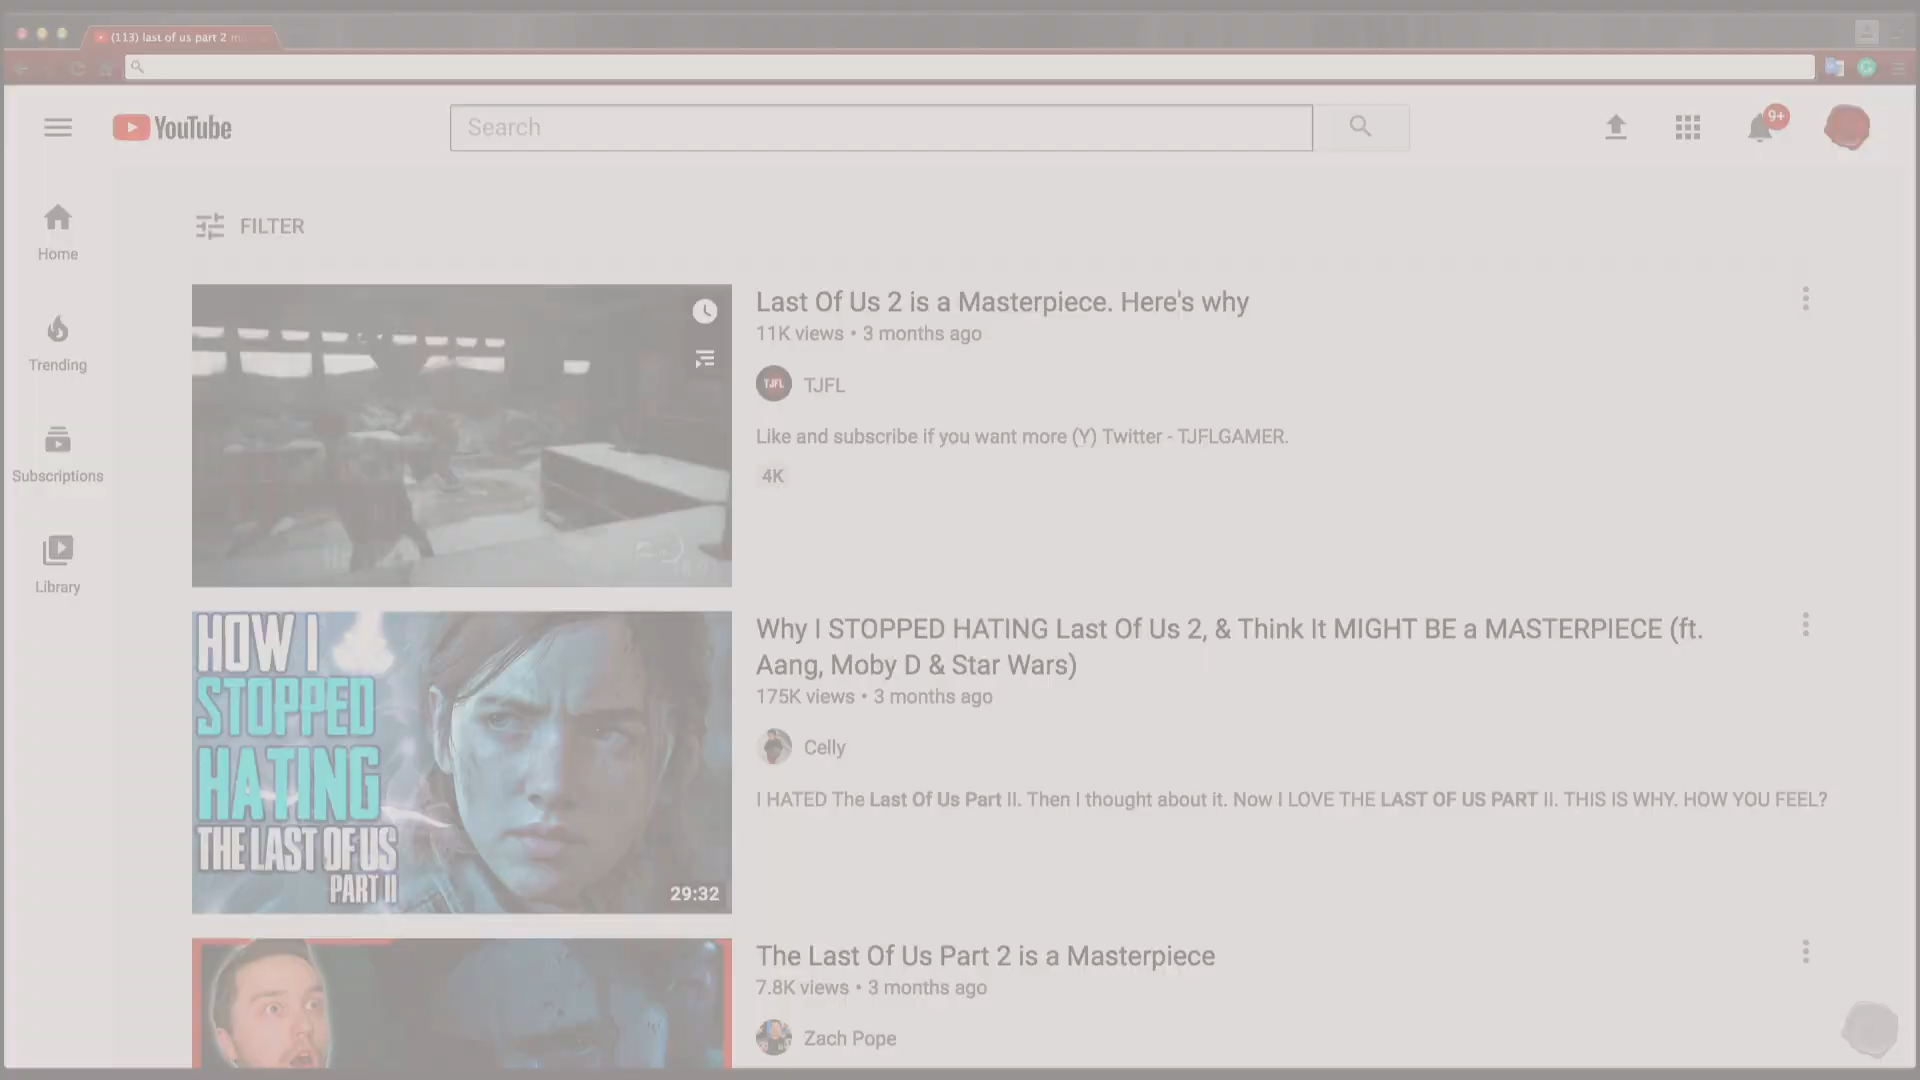 (113) last of us part 2
YouTube
Search
9+
Home
Trending
Subscriptions
Library
FILTER
Last Of Us 2 is a Masterpiece. Here's why
11K views • 3 months ago
TJFL
TJFL
Like and subscribe if you want more (Y) Twitter - TJFLGAMER.
4K
HOW I
STOPPED
HATING
THE LAST OF US
PART II
29:32
Why I STOPPED HATING Last Of Us 2, & Think It MIGHT BE a MASTERPIECE (ft.
Aang, Moby D & Star Wars)
175K views • 3 months ago
Celly
I HATED The Last Of Us Part II. Then I thought about it. Now I LOVE THE LAST OF US PART II. THIS IS WHY. HOW YOU FEEL?
The Last Of Us Part 2 is a Masterpiece
7.8K views • 3 months ago
Zach Pope